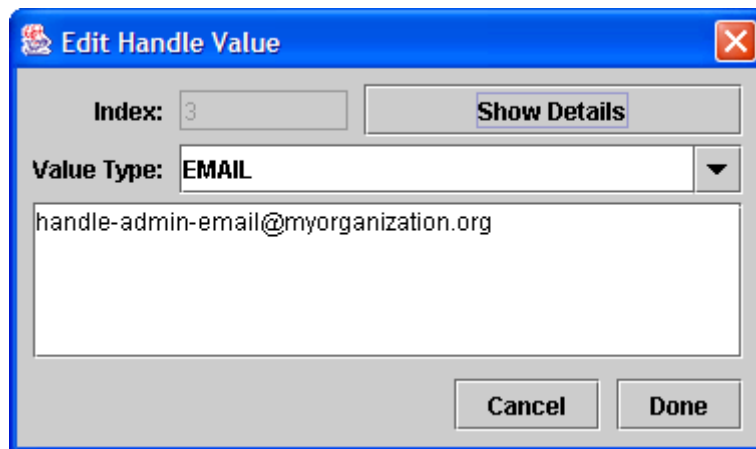 Edit Handle Value
Index: 3 Show Details
Value Type: EMAIL
handle-admin-email@myorganization.org
Cancel Done